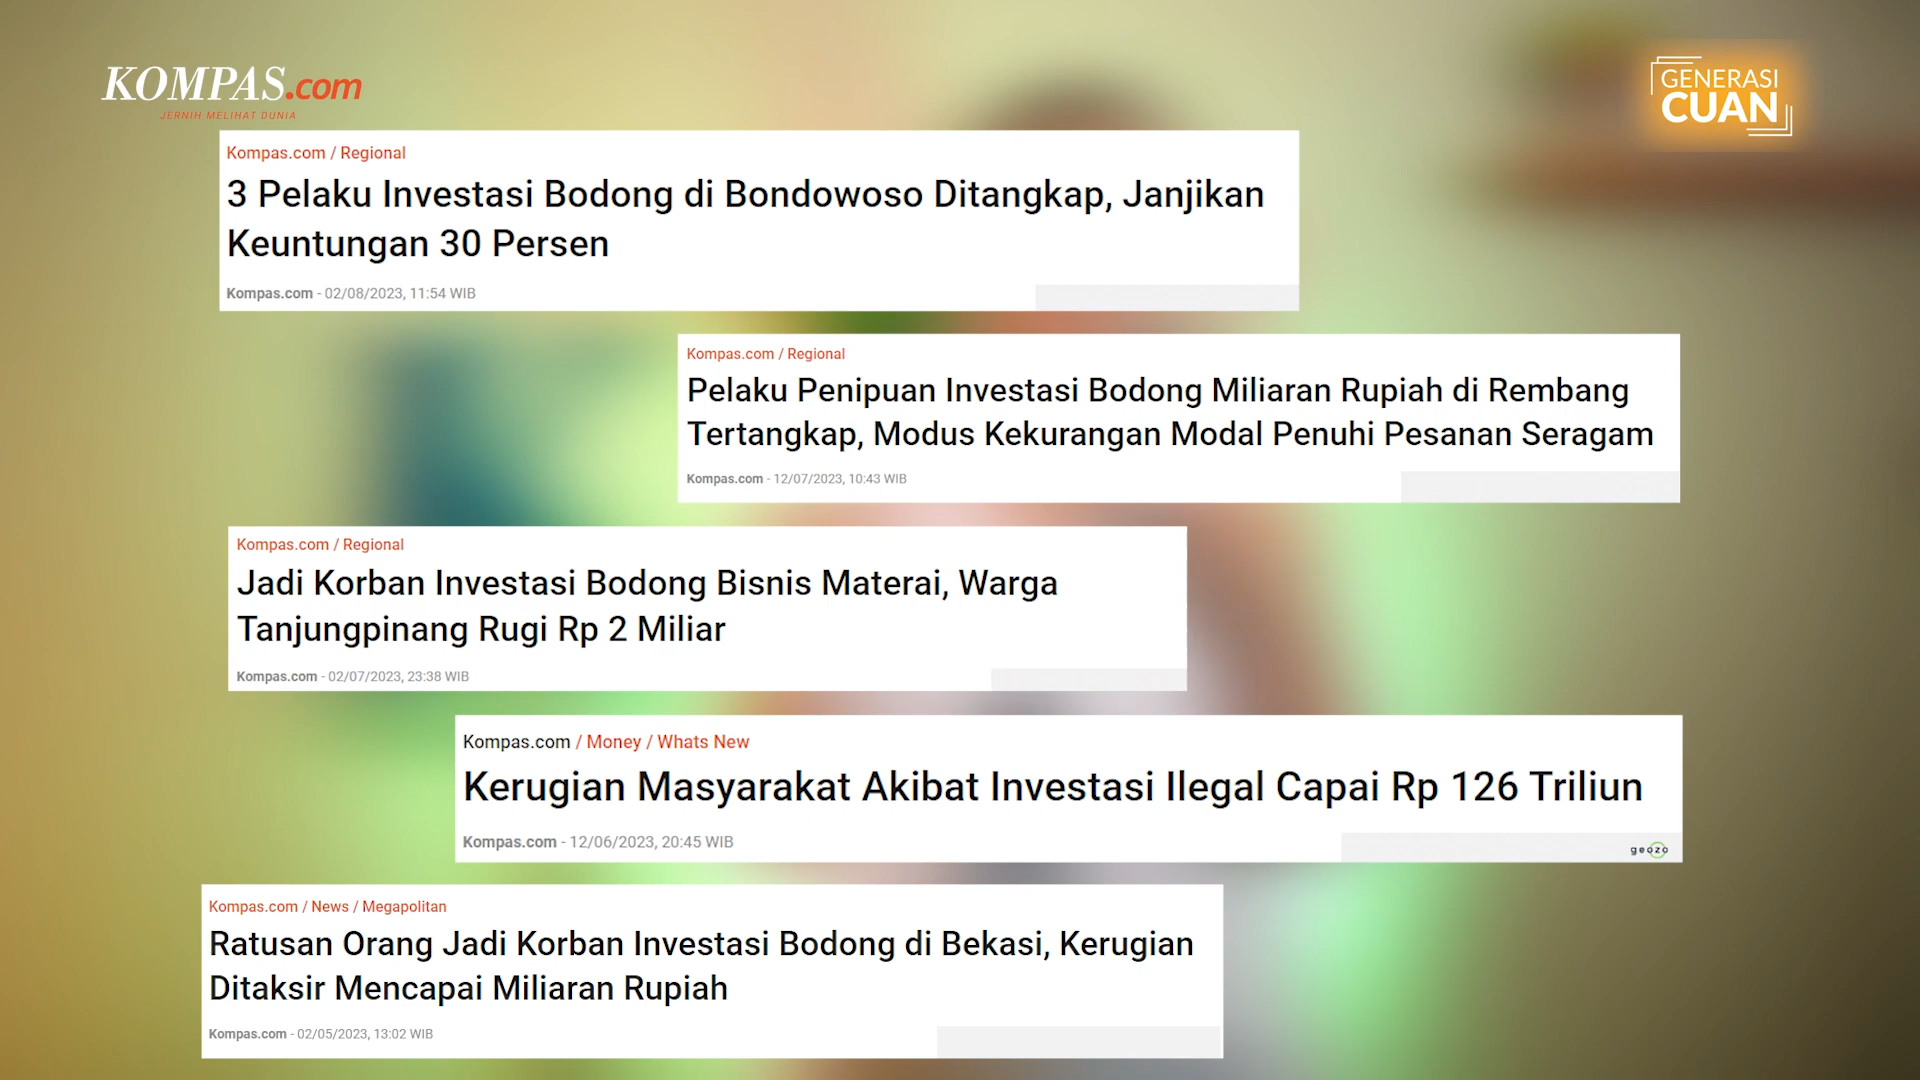 KOMPAS.com
JERNIH MELIHAT DUNIA
GENERASI
CUAN
Kompas.com / Regional
3 Pelaku Investasi Bodong di Bondowoso Ditangkap, Janjikan
Keuntungan 30 Persen
Kompas.com - 02/08/2023, 11:54 WIB
Kompas.com / Regional
Pelaku Penipuan Investasi Bodong Miliaran Rupiah di Rembang
Tertangkap, Modus Kekurangan Modal Penuhi Pesanan Seragam
Kompas.com - 12/07/2023, 10:43 WIB
Kompas.com / Regional
Jadi Korban Investasi Bodong Bisnis Materai, Warga
Tanjungpinang Rugi Rp 2 Miliar
Kompas.com - 02/07/2023, 23:38 WIB
Kompas.com / Money / Whats New
Kerugian Masyarakat Akibat Investasi Ilegal Capai Rp 126 Triliun
Kompas.com - 12/06/2023, 20:45 WIB
geozo
Kompas.com / News / Megapolitan
Ratusan Orang Jadi Korban Investasi Bodong di Bekasi, Kerugian
Ditaksir Mencapai Miliaran Rupiah
Kompas.com - 02/05/2023, 13:02 WIB